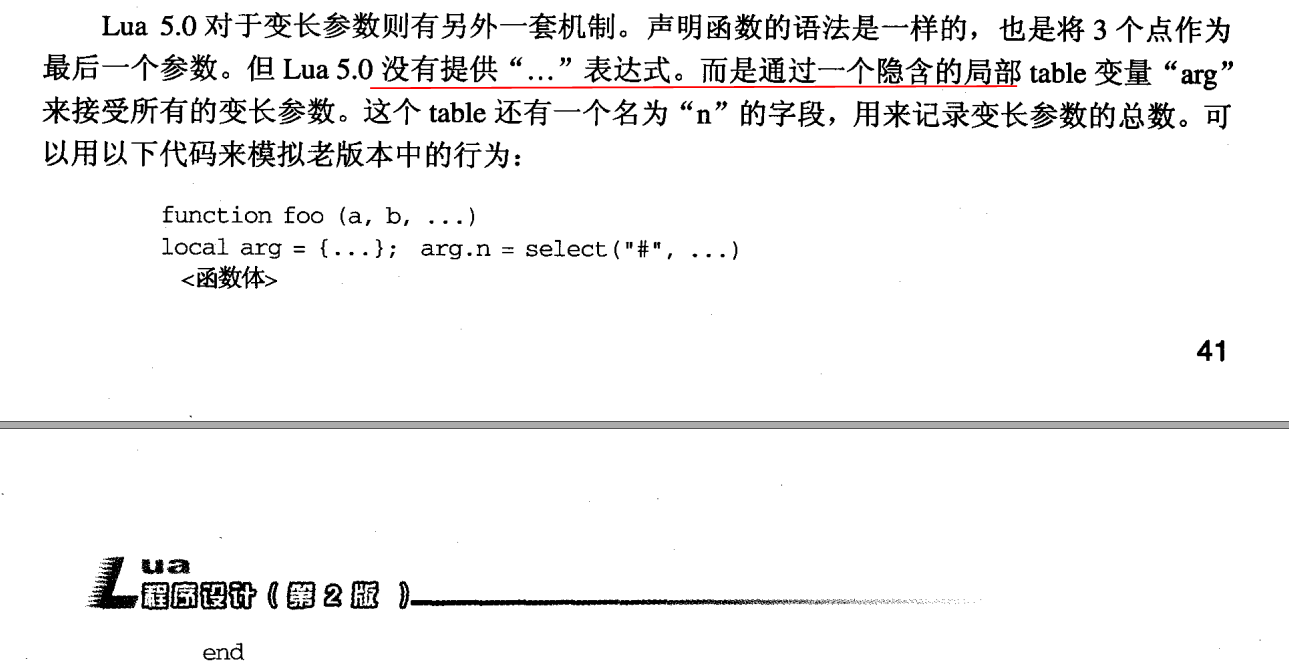 Lua 5.0 对于变长参数则有另外一套机制。声明函数的语法是一样的，也是将 3 个点作为
最后一个参数。但 Lua 5.0 没有提供“…”表达式。而是通过一个隐含的局部 table 变量“arg”
来接受所有的变长参数。这个 table 还有一个名为“n”的字段，用来记录变长参数的总数。可
以用以下代码来模拟老版本中的行为：
function foo (a, b, ...)
local arg = {...}; arg.n = select("#", ...)
<函数体>
41
Lua
程序设计（第 2 版）
end